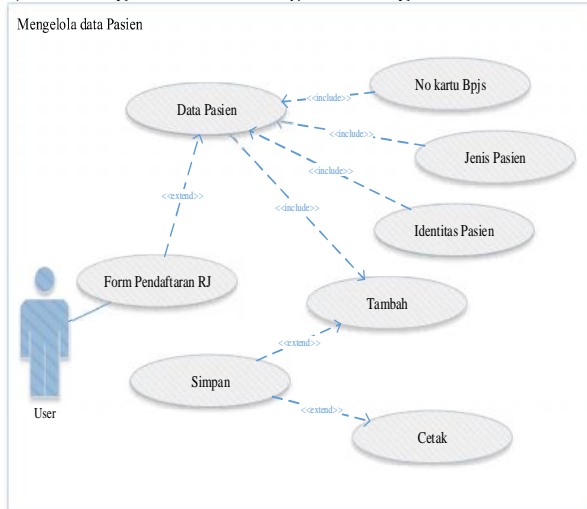 Mengelola data Pasien
No kartu Bpjs
<<include>>
Data Pasien
<<include>>
Jenis Pasien
<<include>>
<<extend>>
<<include>>
Identitas Pasien
Form Pendaftaran RJ
Tambah
<<extend>>
Simpan
User
<<extend>>
Cetak